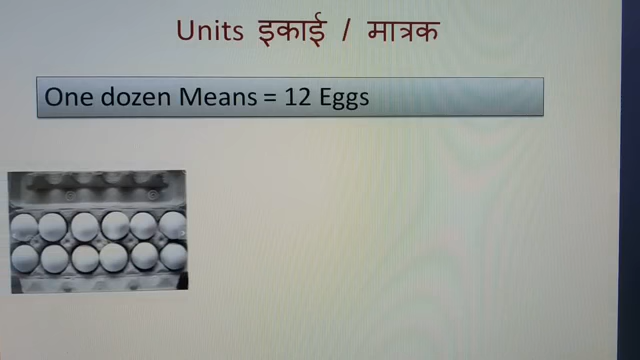 Units इकाई / मात्रक
One dozen Means = 12 Eggs